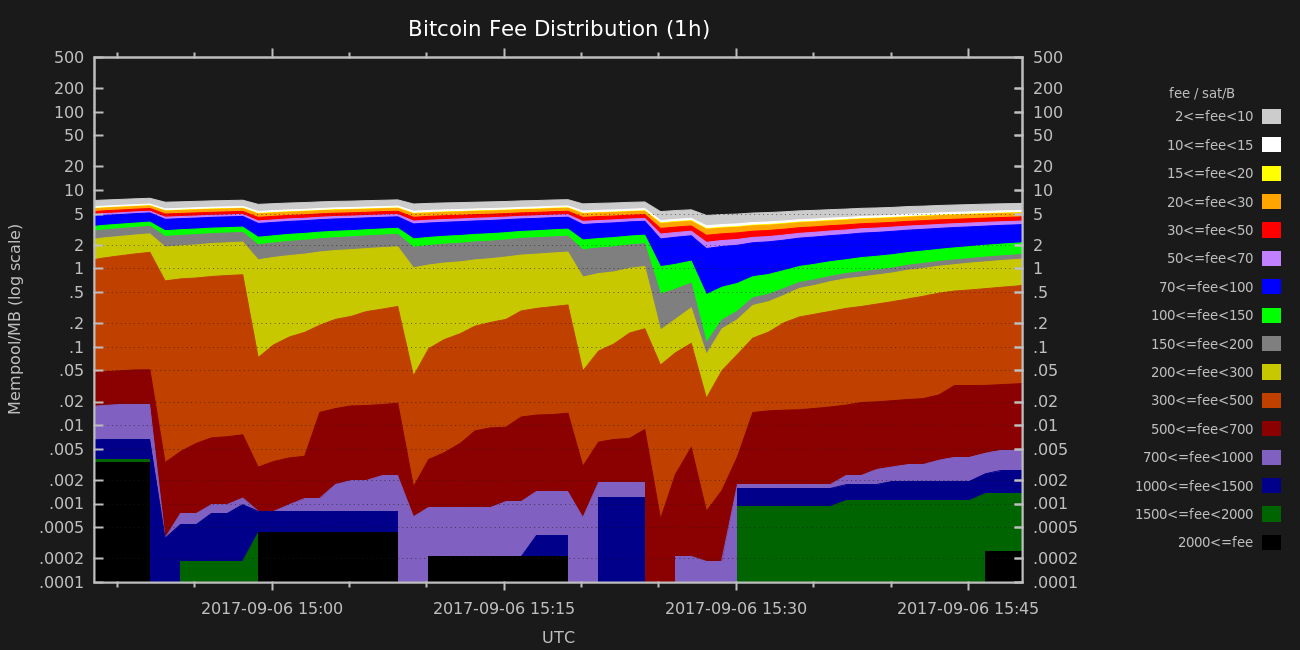 Bitcoin Fee Distribution (1h)
500
200
100
50
20
10
5
2
1
.5
.2
.1
.05
.02
.01
.005
.002
.001
.0005
.0002
.0001
Mempool/MB (log scale)
500
200
100
50
20
10
5
2
1
.5
.2
.1
.05
.02
.01
.005
.002
.001
.0005
.0002
.0001
2017-09-06 15:00
2017-09-06 15:15
2017-09-06 15:30
2017-09-06 15:45
UTC
fee / sat/B
2<=fee<10
10<=fee<15
15<=fee<20
20<=fee<30
30<=fee<50
50<=fee<70
70<=fee<100
100<=fee<150
150<=fee<200
200<=fee<300
300<=fee<500
500<=fee<700
700<=fee<1000
1000<=fee<1500
1500<=fee<2000
2000<=fee